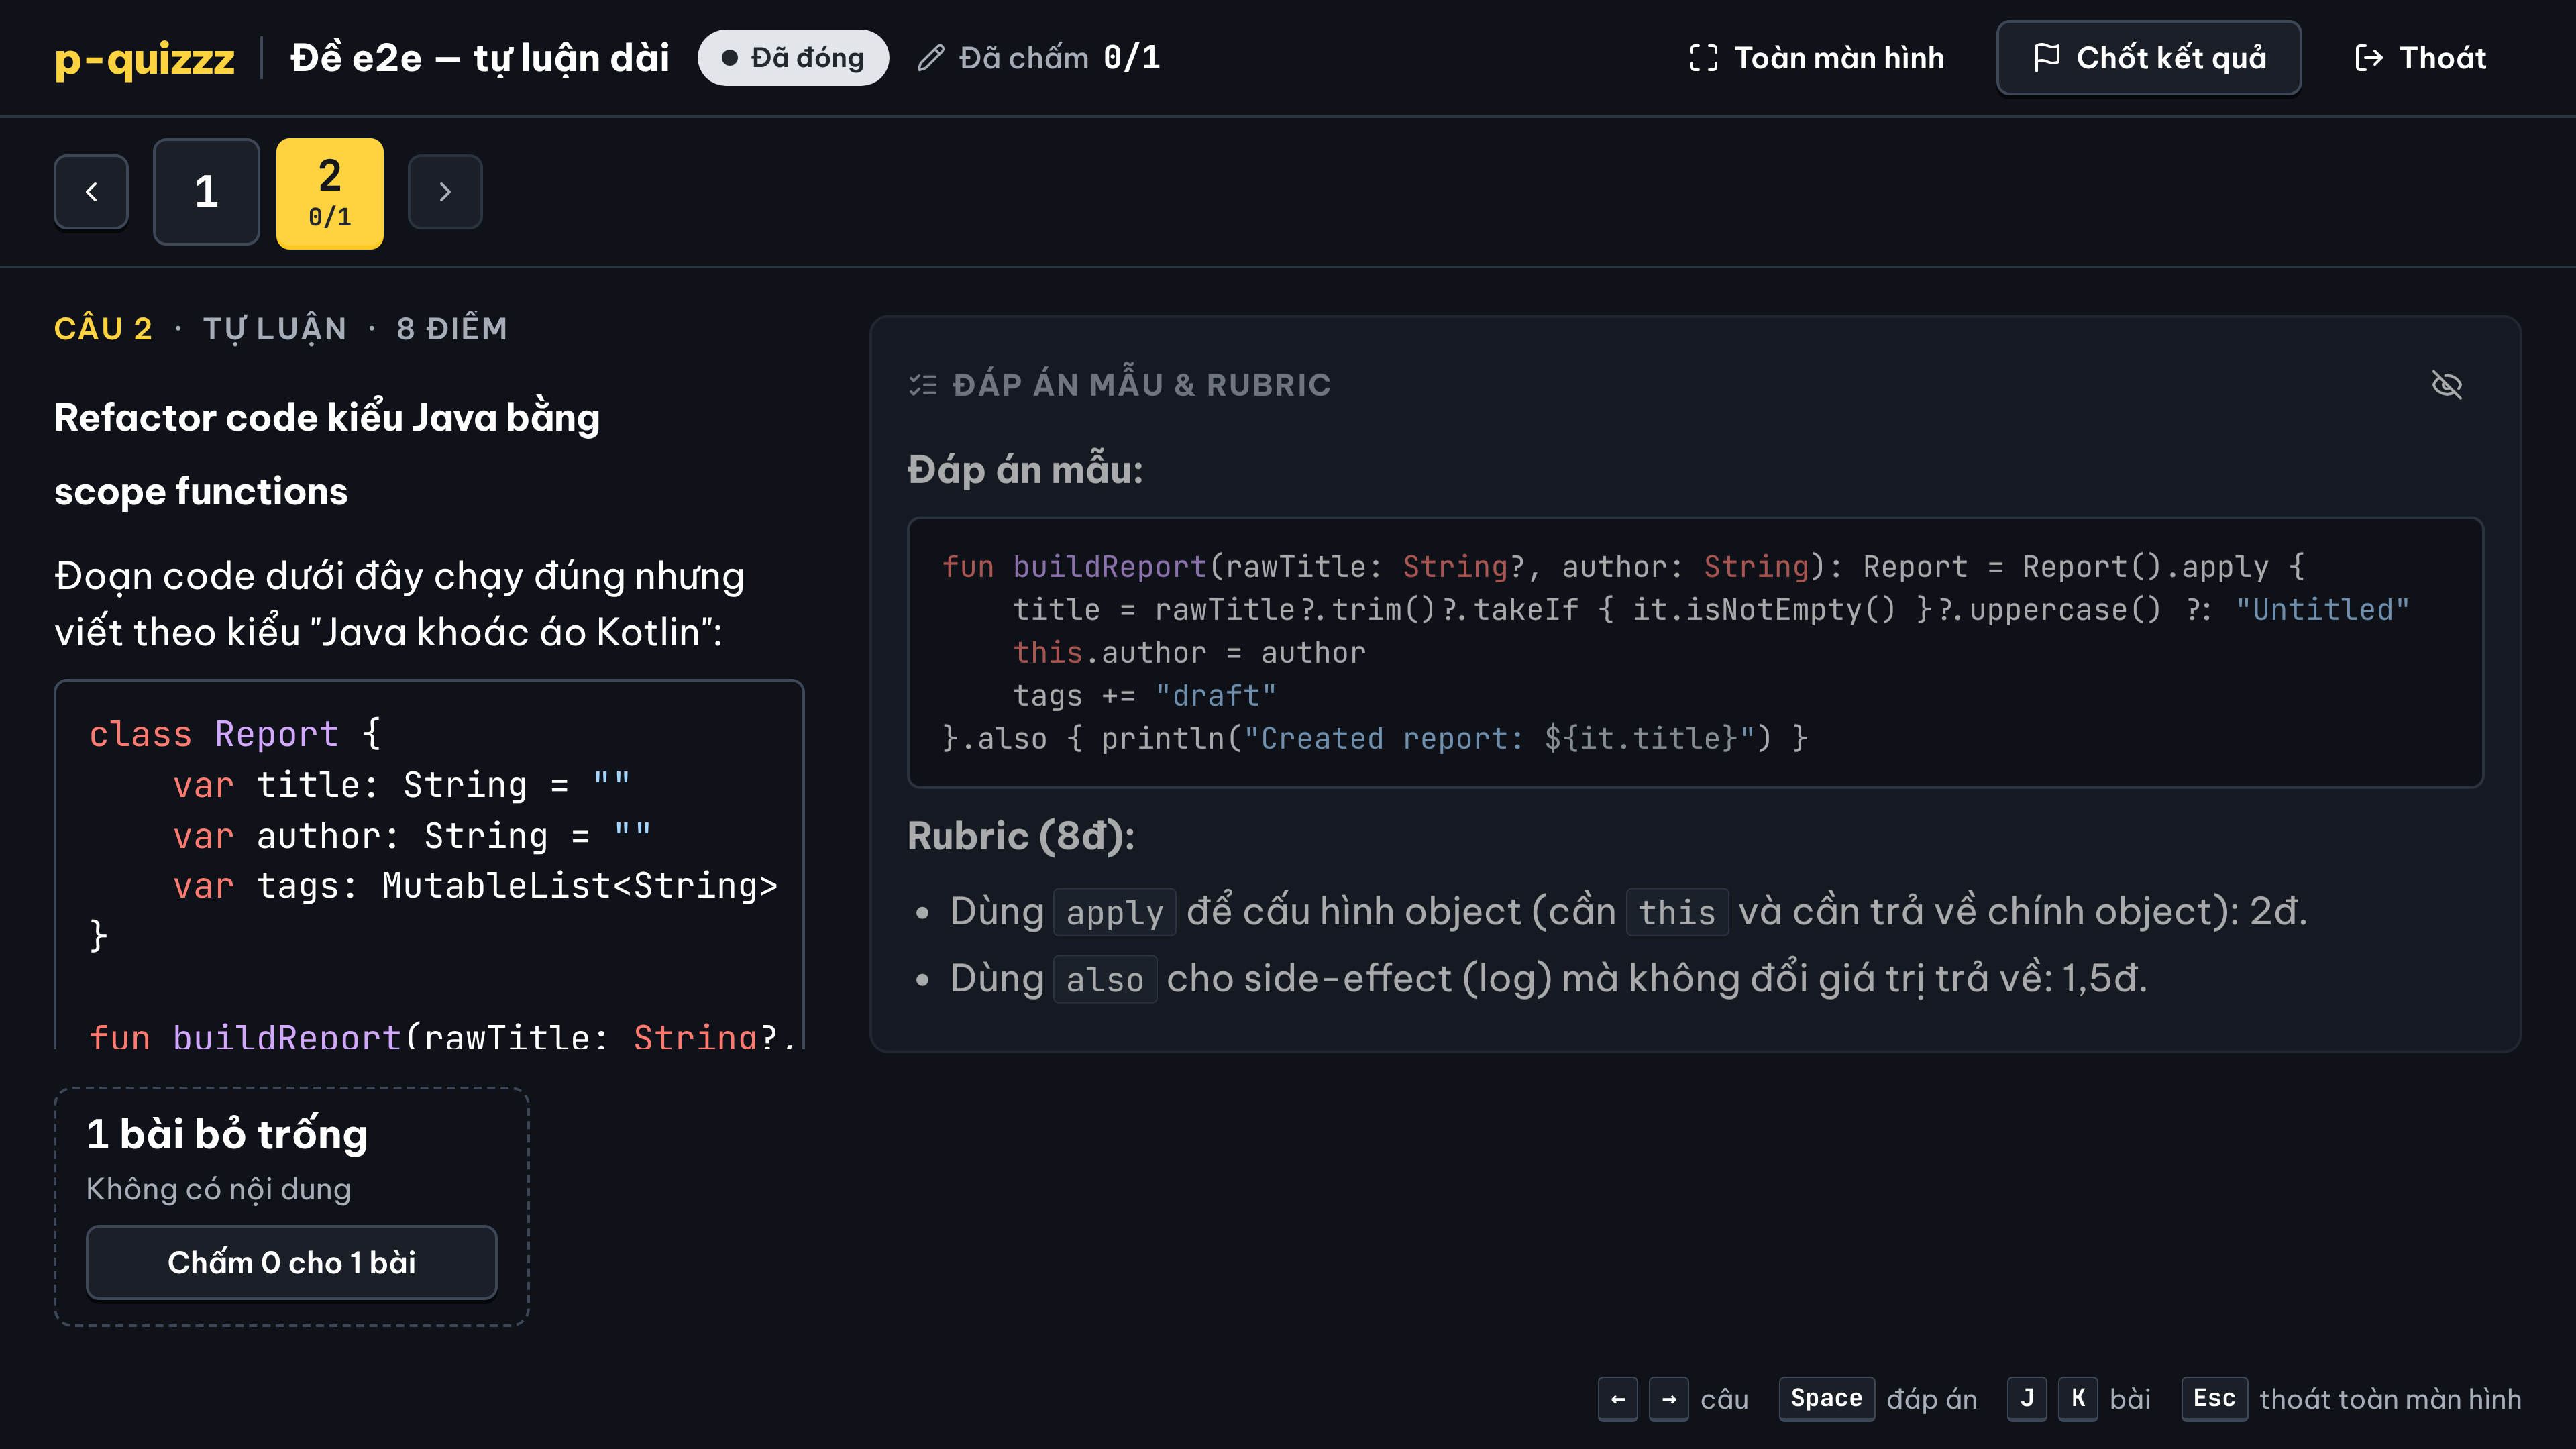 p-quizzz
Đề e2e — tự luận dài
Đã đóng
Đã chấm 0/1
Toàn màn hình
Chốt kết quả
Thoát
1
2
0/1
CÂU 2 · TỰ LUẬN · 8 ĐIỂM
Refactor code kiểu Java bằng
scope functions
Đoạn code dưới đây chạy đúng nhưng
viết theo kiểu "Java khoác áo Kotlin":
class Report {
    var title: String = ""
    var author: String = ""
    var tags: MutableList<String>
}
fun buildReport(rawTitle: String?,
ĐÁP ÁN MẪU & RUBRIC
Đáp án mẫu:
fun buildReport(rawTitle: String?, author: String): Report = Report().apply {
    title = rawTitle?.trim()?.takeIf { it.isNotEmpty() }?.uppercase() ?: "Untitled"
    this.author = author
    tags += "draft"
}.also { println("Created report: ${it.title}") }
Rubric (8đ):
• Dùng apply để cấu hình object (cần this và cần trả về chính object): 2đ.
• Dùng also cho side-effect (log) mà không đổi giá trị trả về: 1,5đ.
1 bài bỏ trống
Không có nội dung
Chấm 0 cho 1 bài
← → câu Space đáp án J K bài Esc thoát toàn màn hình